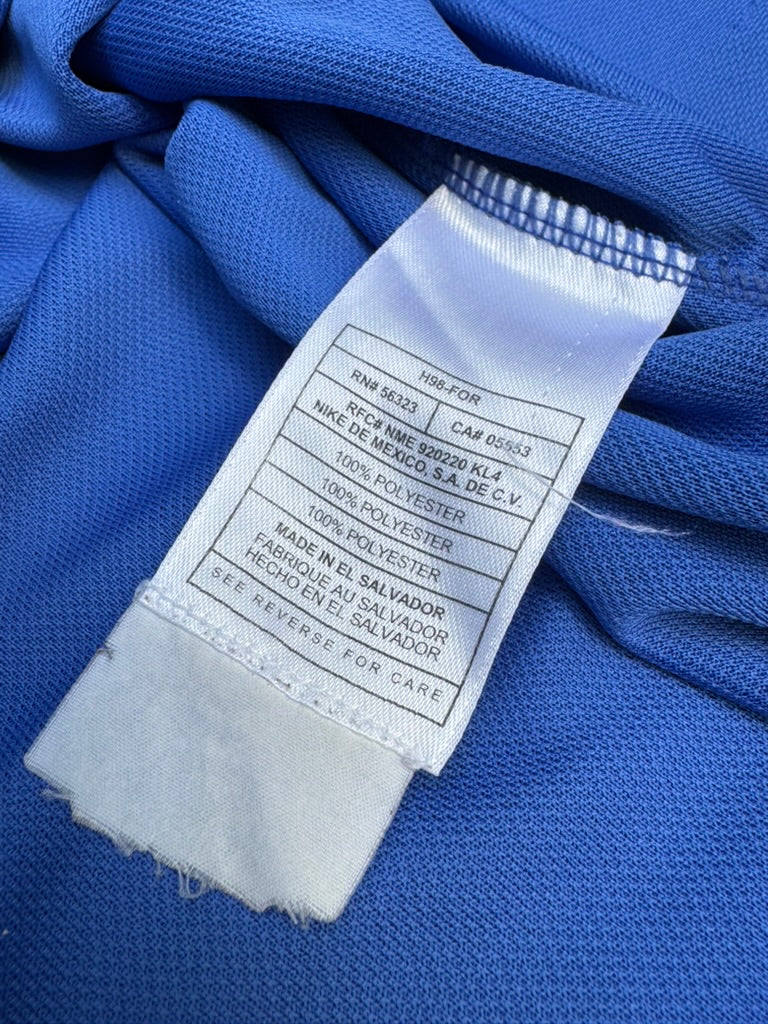 H98-FOR
RN# 56323 CA# 05553
RFC# NME 920220 KL4
NIKE DE MEXICO, S.A. DE C.V.
100% POLYESTER
100% POLYESTER
100% POLYESTER
MADE IN EL SALVADOR
FABRIQUE AU SALVADOR
HECHO EN EL SALVADOR
SEE REVERSE FOR CARE